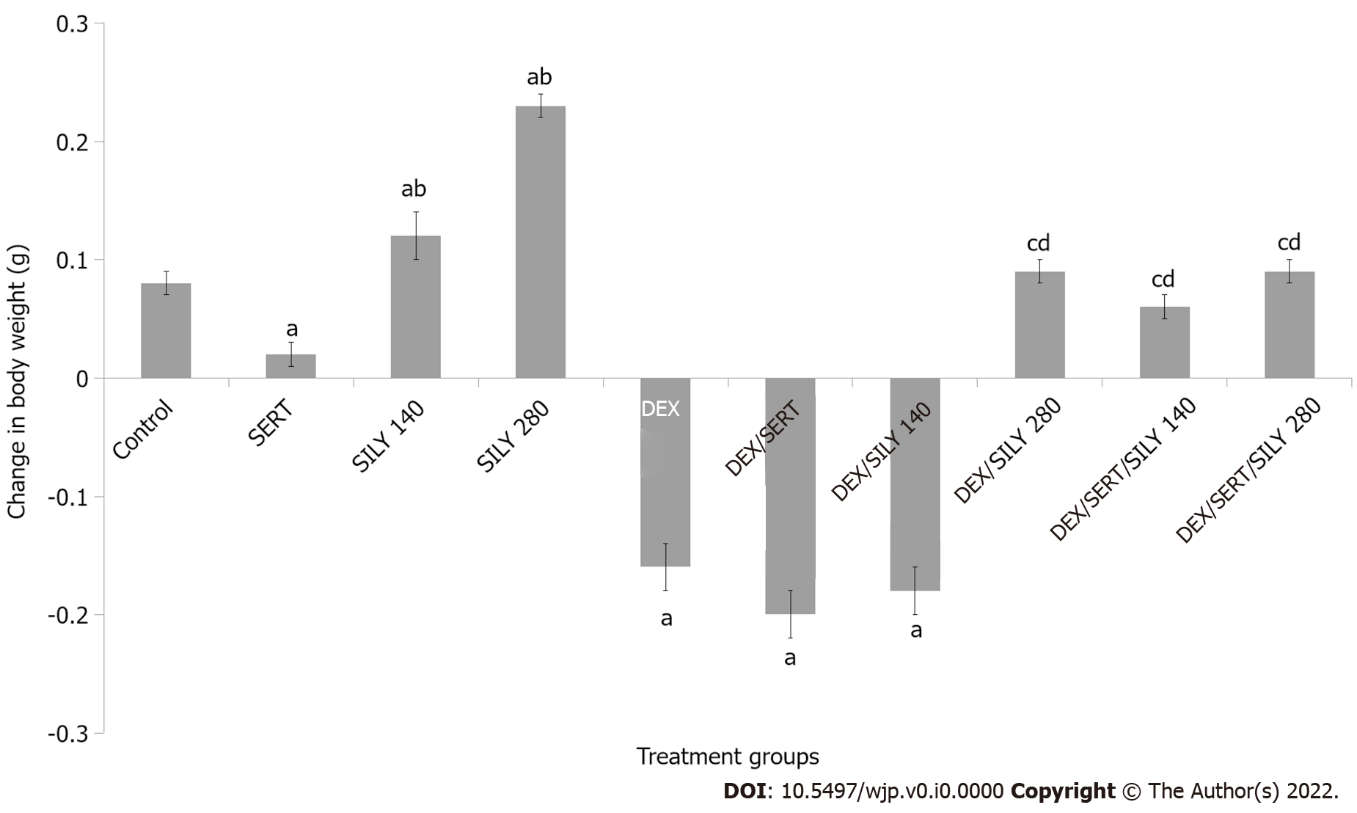 0.3
0.2
0.1
0
-0.1
-0.2
-0.3
Change in body weight (g)
a
ab
ab
a
a
a
cd
cd
cd
Control
SERT
SILY 140
SILY 280
DEX
DEX/SERT
DEX/SILY 140
DEX/SILY 280
DEX/SERT/SILY 140
DEX/SERT/SILY 280
Treatment groups
DOI: 10.5497/wjp.v0.i0.0000 Copyright © The Author(s) 2022.